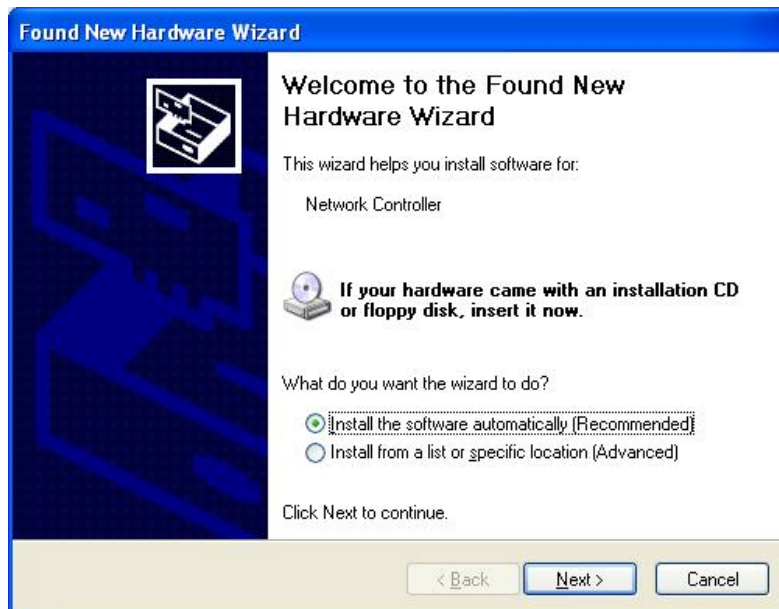 Found New Hardware Wizard
Welcome to the Found New
Hardware Wizard
This wizard helps you install software for:
Network Controller
If your hardware came with an installation CD
or floppy disk, insert it now.
What do you want the wizard to do?
Install the software automatically (Recommended)
Install from a list or specific location (Advanced)
Click Next to continue.
< Back
Next >
Cancel